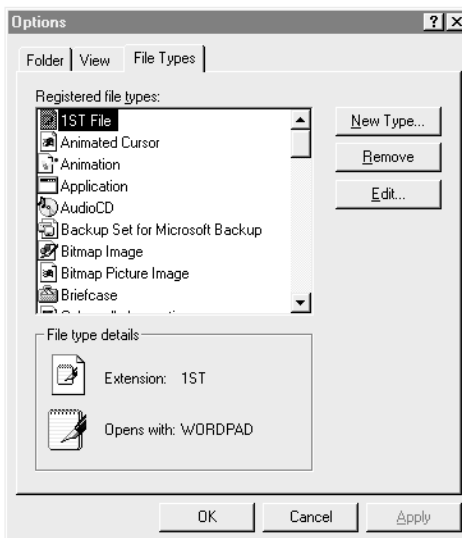 Options
Folder View File Types
Registered file types:
1ST File
Animated Cursor
Animation
Application
AudioCD
Backup Set for Microsoft Backup
Bitmap Image
Bitmap Picture Image
Briefcase
New Type...
Remove
Edit...
File type details
Extension: 1ST
Opens with: WORDPAD
OK Cancel Apply